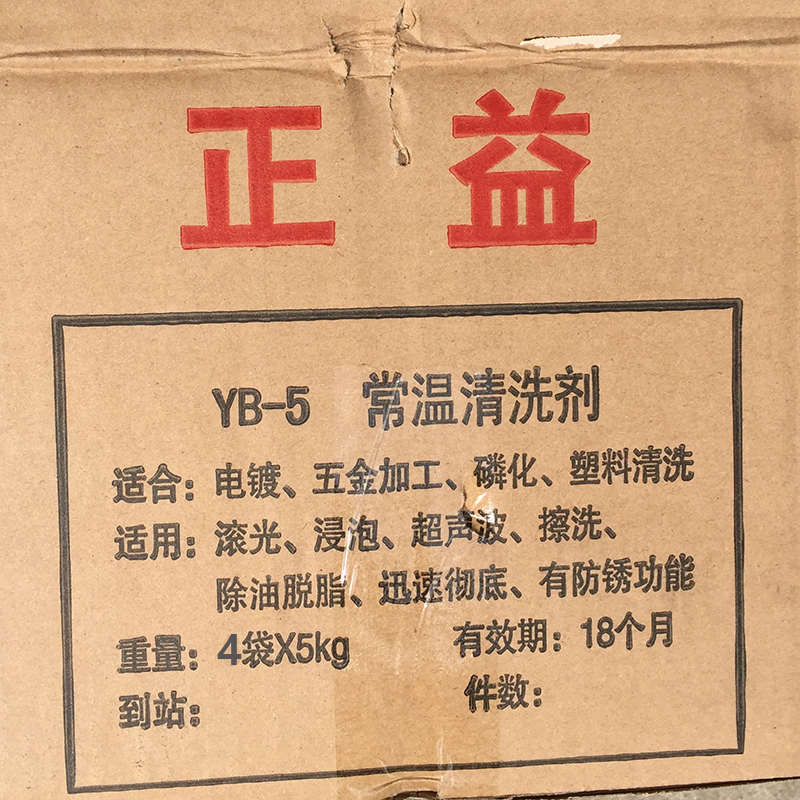 正益
YB-5 常温清洗剂
适合：电镀、五金加工、磷化、塑料清洗
适用：滚光、浸泡、超声波、擦洗、
除油脱脂、迅速彻底、有防锈功能
重量：4袋X5kg 有效期：18个月
到站： 件数：